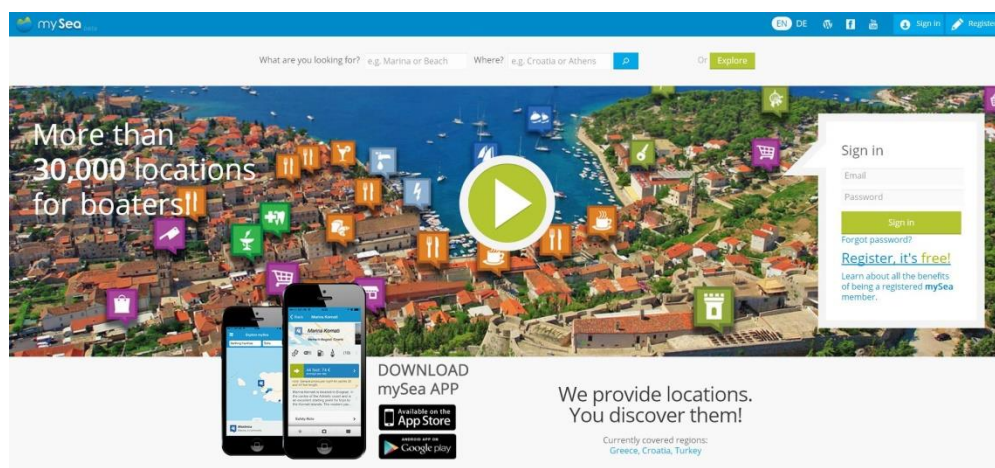 mySea
EN DE
Sign in
Register
What are you looking for? e.g. Marina or Beach Where? e.g. Croatia or Athens Or Explore
More than
30,000 locations
for boaters!
Sign in
Email
Password
Sign in
Forgot password?
Register, it's free!
Learn about all the benefits
of being a registered mySea
member.
Marina Kornati
DOWNLOAD
mySea APP
Available on the
App Store
ANDROID APP ON
Google play
We provide locations.
You discover them!
Currently covered regions:
Greece, Croatia, Turkey